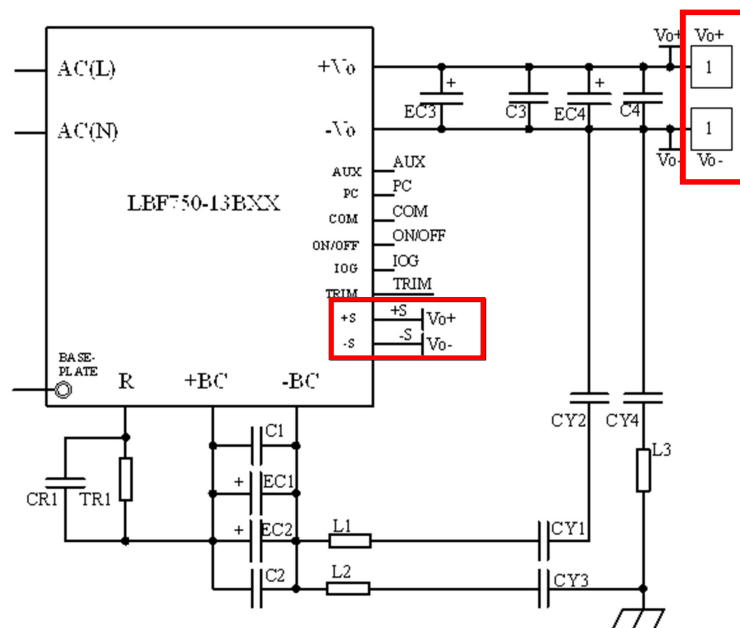 Vo+ Vo+
AC(L) +Vo 1
EC3 + C3 EC4 + C4
AC(N) -Vo 1
Vo- Vo-
AUX AUX
PC PC
LBF750-13BXX
COM COM
ON/OFF ON/OFF
IOG IOG
TRIM TRIM
+S +S Vo+
-S -S Vo-
BASE-
PLATE
R +BC -BC
CY2 CY4
C1
L3
CR1 TR1 + EC1
+ EC2 L1 CY1
C2 L2 CY3